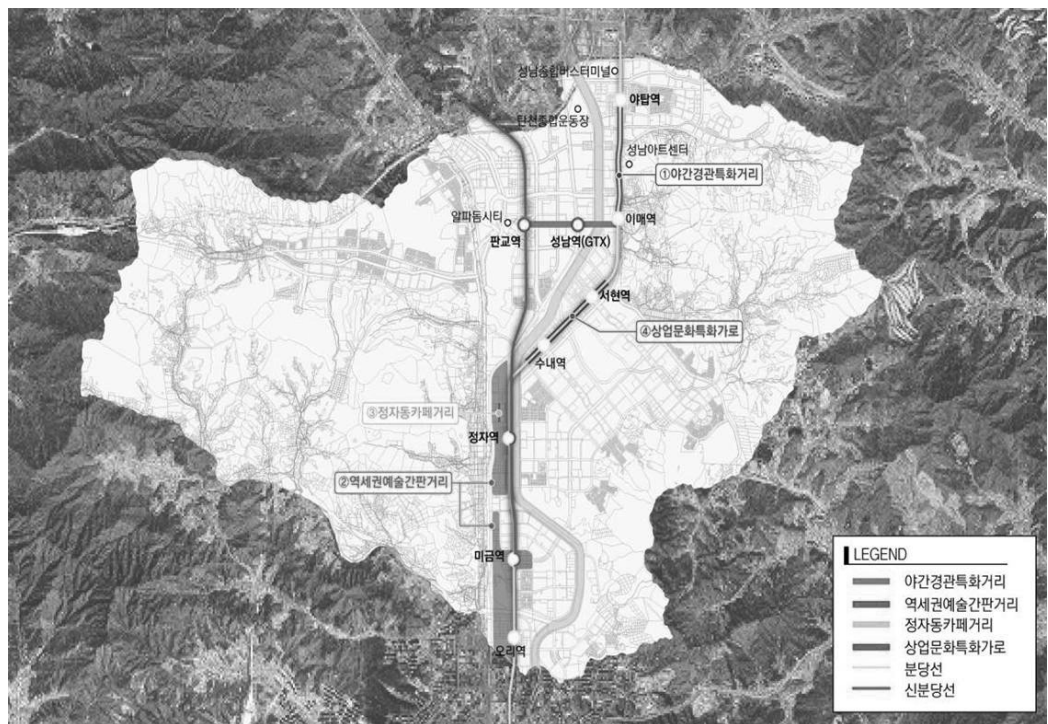 성남종합버스터미널
야탑역
탄천종합운동장
성남아트센터
①야간경관특화거리
알파돔시티
이매역
판교역
성남역(GTX)
서현역
④상업문화특화가로
수내역
③정자동카페거리
정자역
②역세권예술간판거리
미금역
오리역
LEGEND
야간경관특화거리
역세권예술간판거리
정자동카페거리
상업문화특화가로
분당선
신분당선